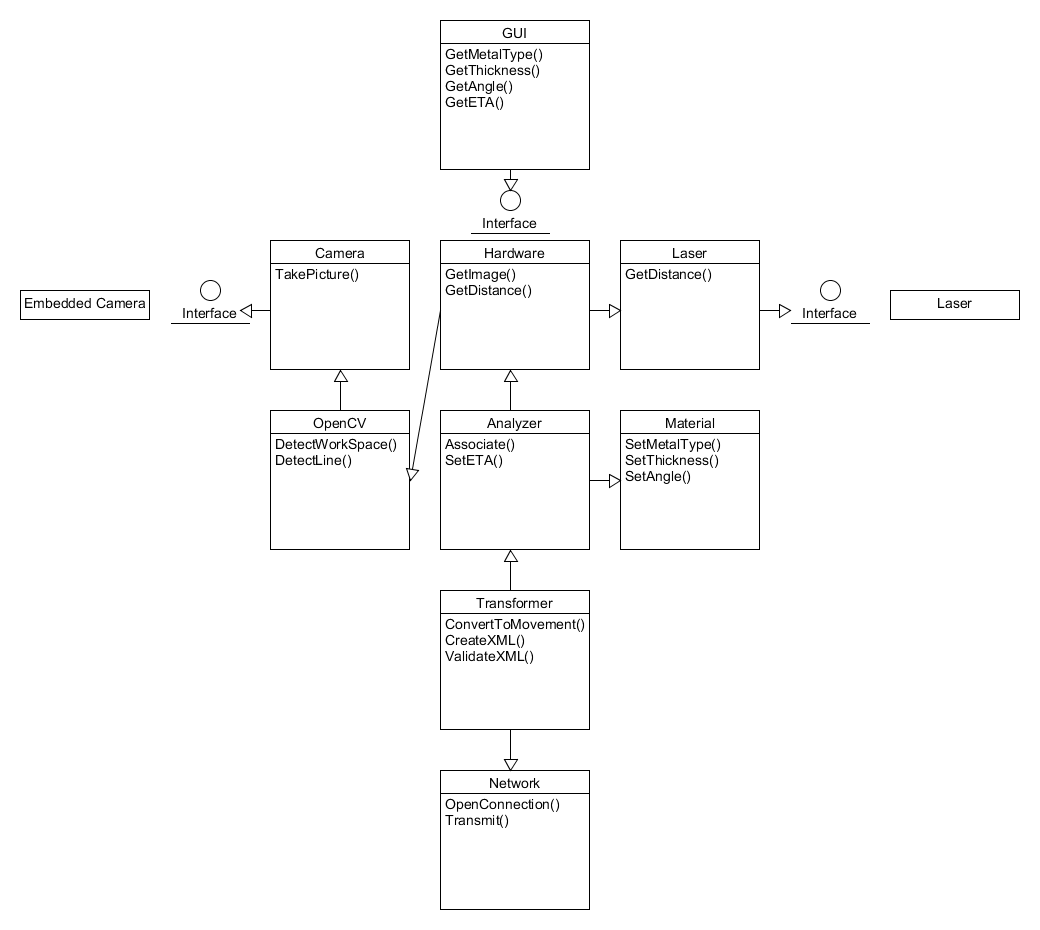 GUI
GetMetalType()
GetThickness()
GetAngle()
GetETA()
Interface
Camera
TakePicture()
Hardware
GetImage()
GetDistance()
Laser
GetDistance()
Embedded Camera
Interface
Interface
Laser
OpenCV
DetectWorkSpace()
DetectLine()
Analyzer
Associate()
SetETA()
Material
SetMetalType()
SetThickness()
SetAngle()
Transformer
ConvertToMovement()
CreateXML()
ValidateXML()
Network
OpenConnection()
Transmit()